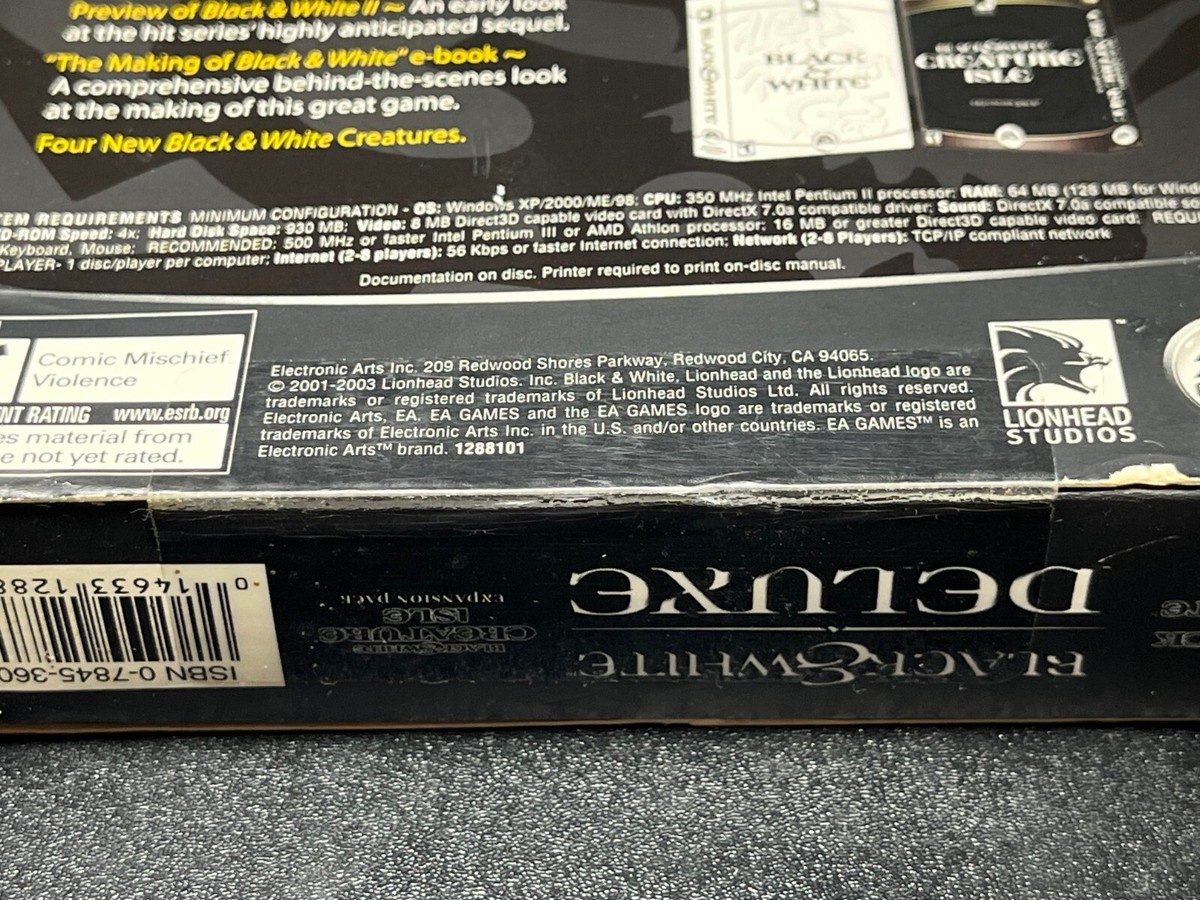 Preview of Black & White II ~ An early look
at the hit series' highly anticipated sequel.
"The Making of Black & White" e-book ~
A comprehensive behind-the-scenes look
at the making of this great game.
Four New Black & White Creatures.
BLACK & WHITE
BLACK
&
WHITE
BLACK & WHITE
CREATURE
ISLE
REQUIREMENTS MINIMUM CONFIGURATION - OS: Windows XP/2000/ME/98; CPU: 350 MHz Intel Pentium II processor; RAM: 64 MB (128 MB for
Speed: 4x; Hard Disk Space: 930 MB; Video: 8 MB Direct3D capable video card with DirectX 7.0a compatible driver; Sound: DirectX 7.0a compatible
Keyboard, Mouse; RECOMMENDED: 500 MHz or faster Intel Pentium III or AMD Athlon processor; 16 MB or greater Direct3D capable video card.
1 disc/player per computer; Internet (2-8 players): 56 Kbps or faster Internet connection; Network (2-8 Players): TCP/IP compliant network
Documentation on disc. Printer required to print on-disc manual.
Comic Mischief
Violence
RATING www.esrb.org
material from
not yet rated.
Electronic Arts Inc. 209 Redwood Shores Parkway, Redwood City, CA 94065.
© 2001-2003 Lionhead Studios. Inc. Black & White, Lionhead and the Lionhead logo are
trademarks or registered trademarks of Lionhead Studios Ltd. All rights reserved.
Electronic Arts, EA, EA GAMES and the EA GAMES logo are trademarks or registered
trademarks of Electronic Arts Inc. in the U.S. and/or other countries. EA GAMES™ is an
Electronic Arts™ brand. 1288101
LIONHEAD
STUDIOS
BLACK & WHITE
DELUXE
BLACK & WHITE
CREATURE
ISLE
EXPANSION PACK
ISBN 0-7845-360
0 14633 1288